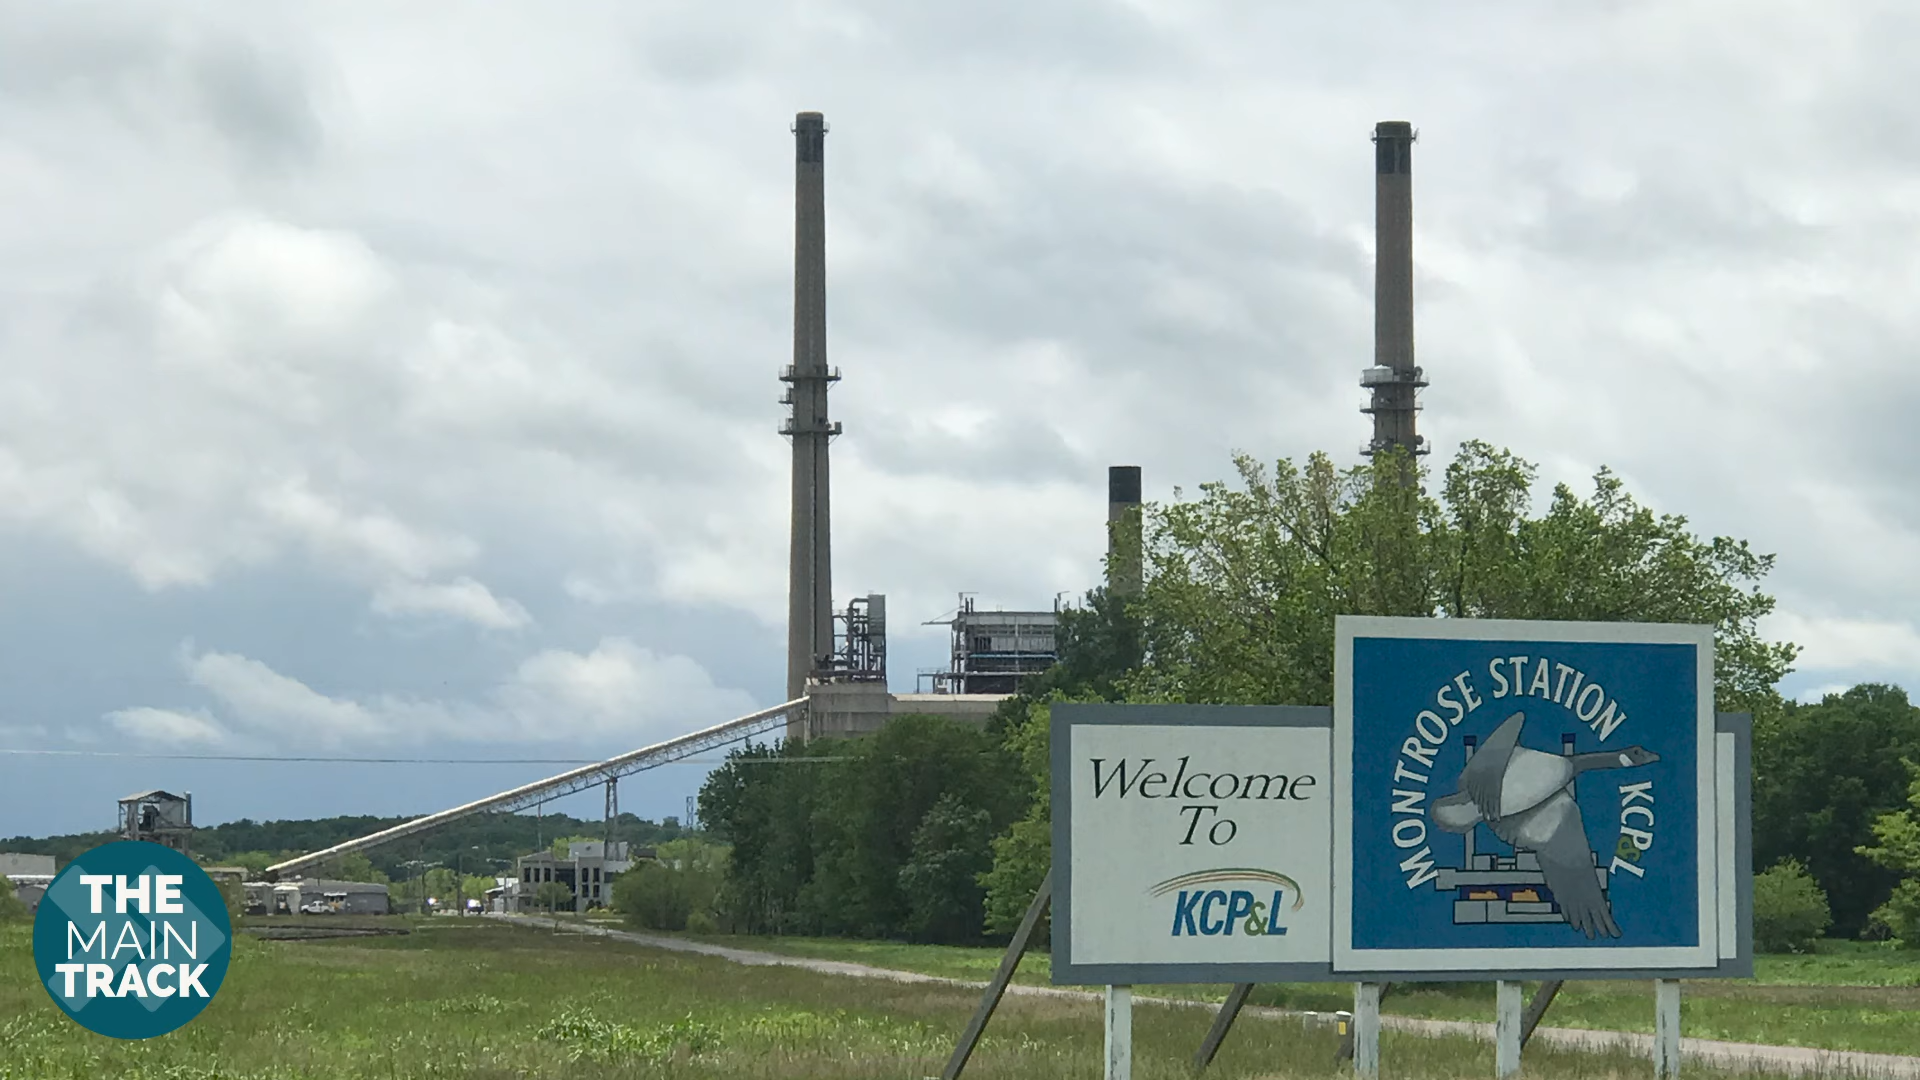 Welcome
To
KCP&L
MONTROSE STATION KCP&L
THE
MAIN
TRACK